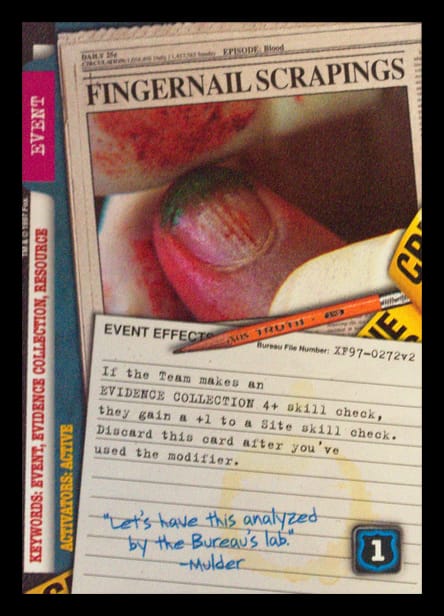 DAILY 25¢
EPISODE: Blood
FINGERNAIL SCRAPINGS
EVENT
TM & © 1997 Fox
KEYWORDS: EVENT, EVIDENCE COLLECTION, RESOURCE
ACTIVATORS: ACTIVE
EVENT EFFECTS
TRUTH
Bureau File Number: XF97-0272v2
If the Team makes an
EVIDENCE COLLECTION 4+ skill check,
they gain a +1 to a Site skill check.
Discard this card after you've
used the modifier.
"Let's have this analyzed
by the Bureau's lab."
-Mulder
1